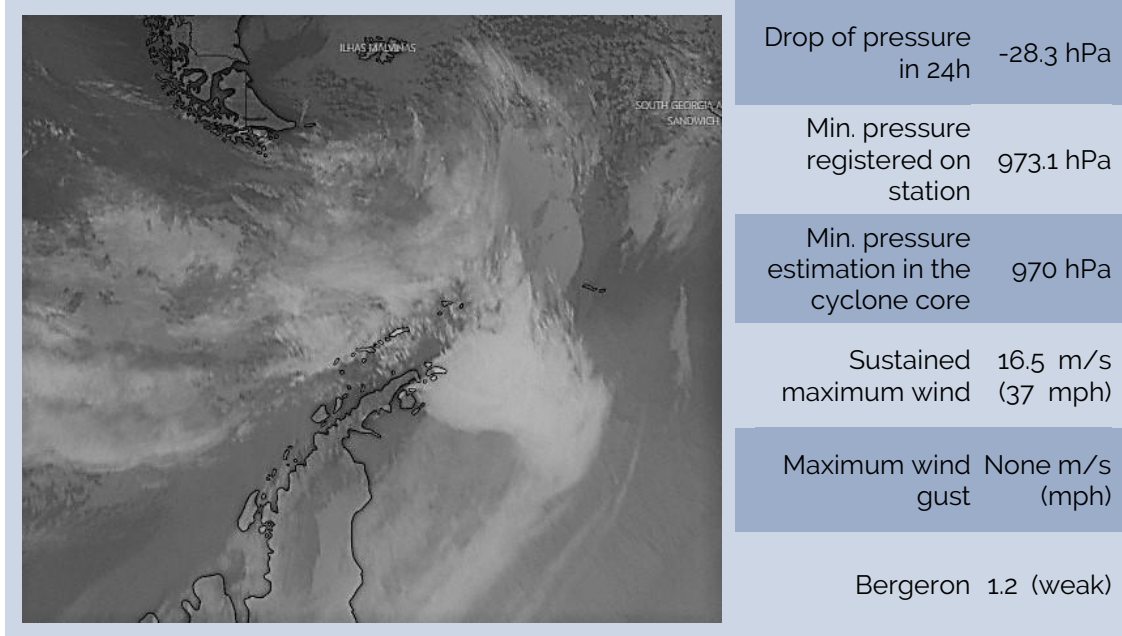 ILHAS MALVINAS
SOUTH GEORGIA A
SANDWICH
Drop of pressure
in 24h
-28.3 hPa
Min. pressure
registered on
station
973.1 hPa
Min. pressure
estimation in the
cyclone core
970 hPa
Sustained
maximum wind
16.5 m/s
(37 mph)
Maximum wind
gust
None m/s
(mph)
Bergeron
1.2 (weak)